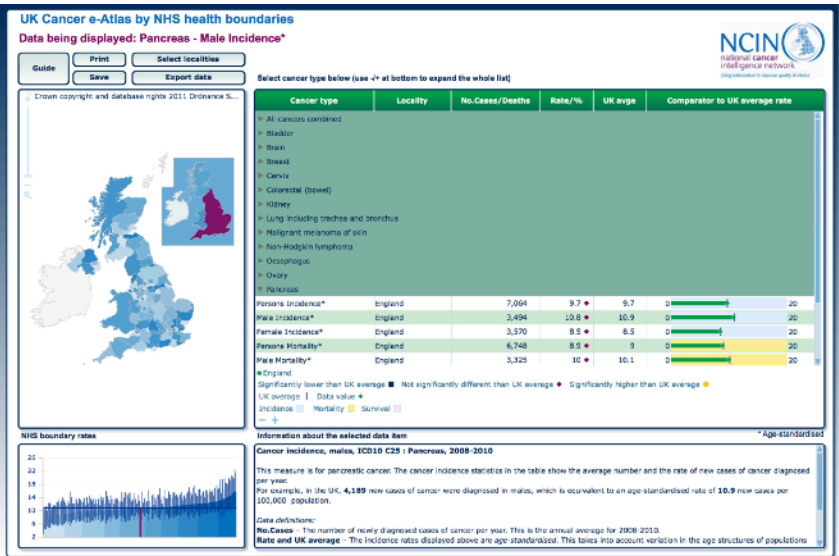 UK Cancer e-Atlas by NHS health boundaries
Data being displayed: Pancreas - Male Incidence*
NCIN
national cancer
intelligence network
Using information to improve quality & choice
Guide
Print
Select localities
Save
Export data
Select cancer type below (use -/+ at bottom to expand the whole list)
Crown copyright and database rights 2011 Ordnance S...
Cancer type Locality No.Cases/Deaths Rate/% UK avge Comparator to UK average rate
All cancers combined
Bladder
Brain
Breast
Cervix
Colorectal (bowel)
Kidney
Lung including trachea and bronchus
Malignant melanoma of skin
Non-Hodgkin lymphoma
Oesophagus
Ovary
Pancreas
Persons Incidence* England 7,064 9.7 9.7 0 20
Male Incidence* England 3,494 10.8 10.9 0 20
Female Incidence* England 3,570 8.5 8.5 0 20
Persons Mortality* England 6,748 8.9 9 0 20
Male Mortality* England 3,325 10 10.1 0 20
England
Significantly lower than UK average Not significantly different than UK average Significantly higher than UK average
UK average | Data value
Incidence Mortality Survival
− +
NHS boundary rates
Information about the selected data item
* Age-standardised
26
22
18
14
10
6
2
Cancer incidence, males, ICD10 C25 : Pancreas, 2008-2010
This measure is for pancreatic cancer. The cancer incidence statistics in the table show the average number and the rate of new cases of cancer diagnosed
per year.
For example, in the UK, 4,189 new cases of cancer were diagnosed in males, which is equivalent to an age-standardised rate of 10.9 new cases per
100,000 population.
Data definitions:
No.Cases – The number of newly diagnosed cases of cancer per year. This is the annual average for 2008-2010.
Rate and UK average – The incidence rates displayed above are age-standardised. This takes into account variation in the age structures of populations